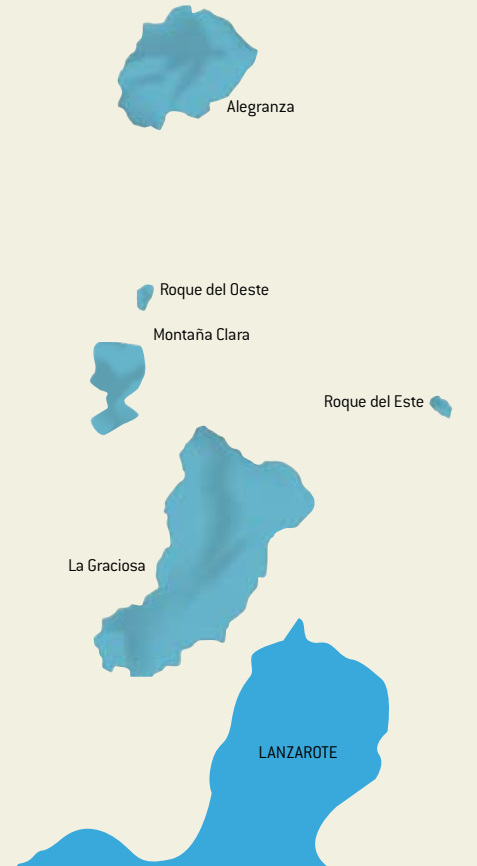 Alegranza
Roque del Oeste
Montaña Clara
Roque del Este
La Graciosa
LANZAROTE